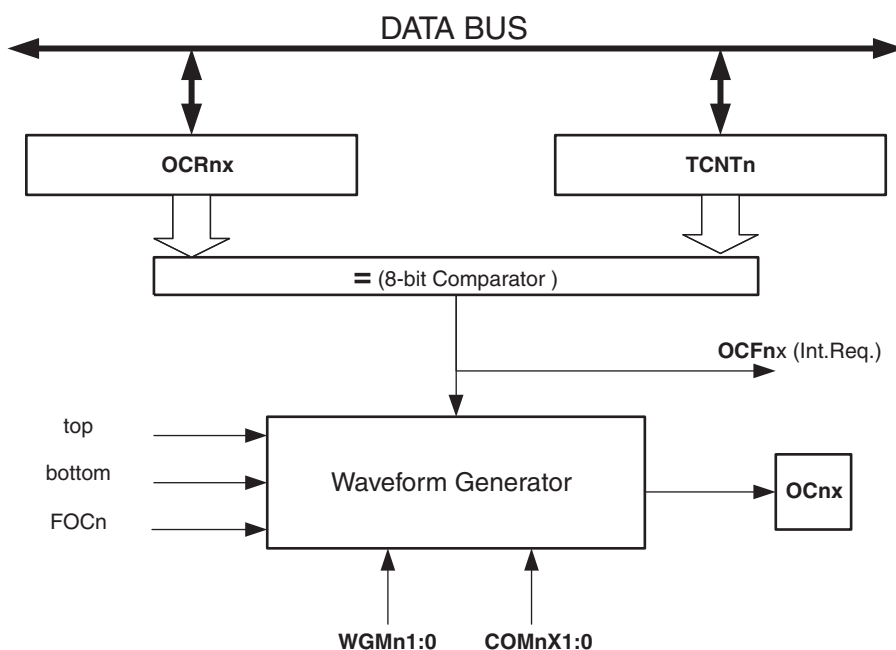 DATA BUS
OCRnx
TCNTn
= (8-bit Comparator )
OCFnx (Int.Req.)
top
bottom
FOCn
Waveform Generator
OCnx
WGMn1:0
COMnX1:0